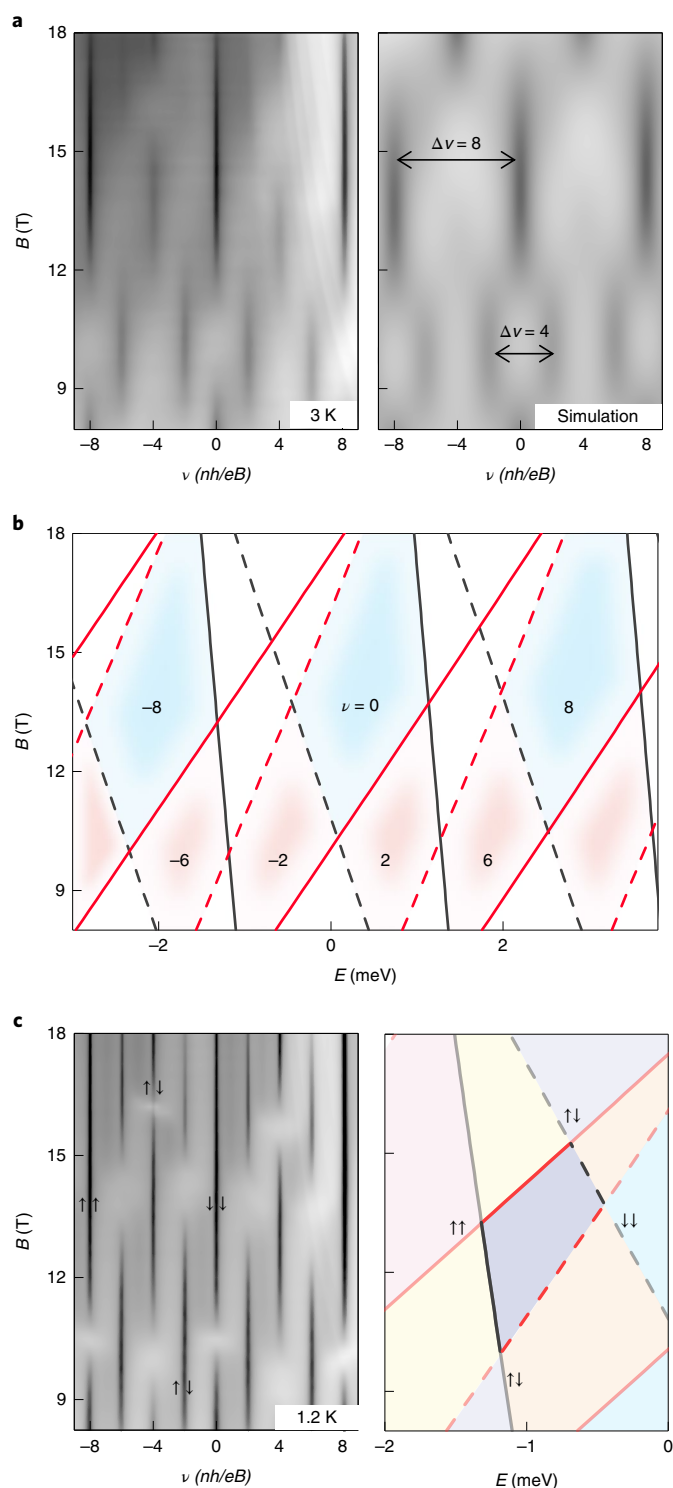 a
18
15
12
9
B (T)
−8 −4 0 4 8
ν (nh/eB)
3 K
Δν = 8
Δν = 4
−8 −4 0 4 8
ν (nh/eB)
Simulation
b
18
15
12
9
B (T)
−8
ν = 0
8
−6
−2
2
6
−2 0 2
E (meV)
c
18
15
12
9
B (T)
↑↓
↑↑
↓↓
↑↓
1.2 K
−8 −4 0 4 8
ν (nh/eB)
↑↓
↑↑
↓↓
↑↓
−2 −1 0
E (meV)